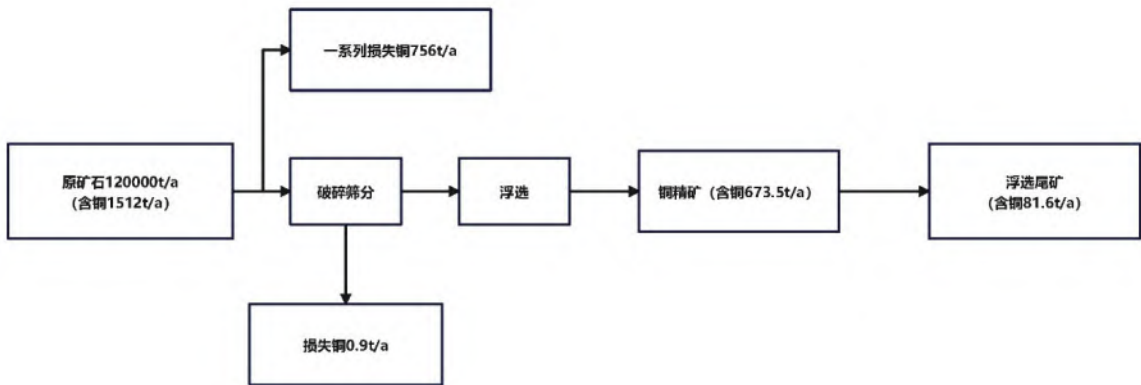 一系列损失铜756t/a
原矿石120000t/a
(含铜1512t/a)
破碎筛分
浮选
铜精矿（含铜673.5t/a）
浮选尾矿
（含铜81.6t/a）
损失铜0.9t/a